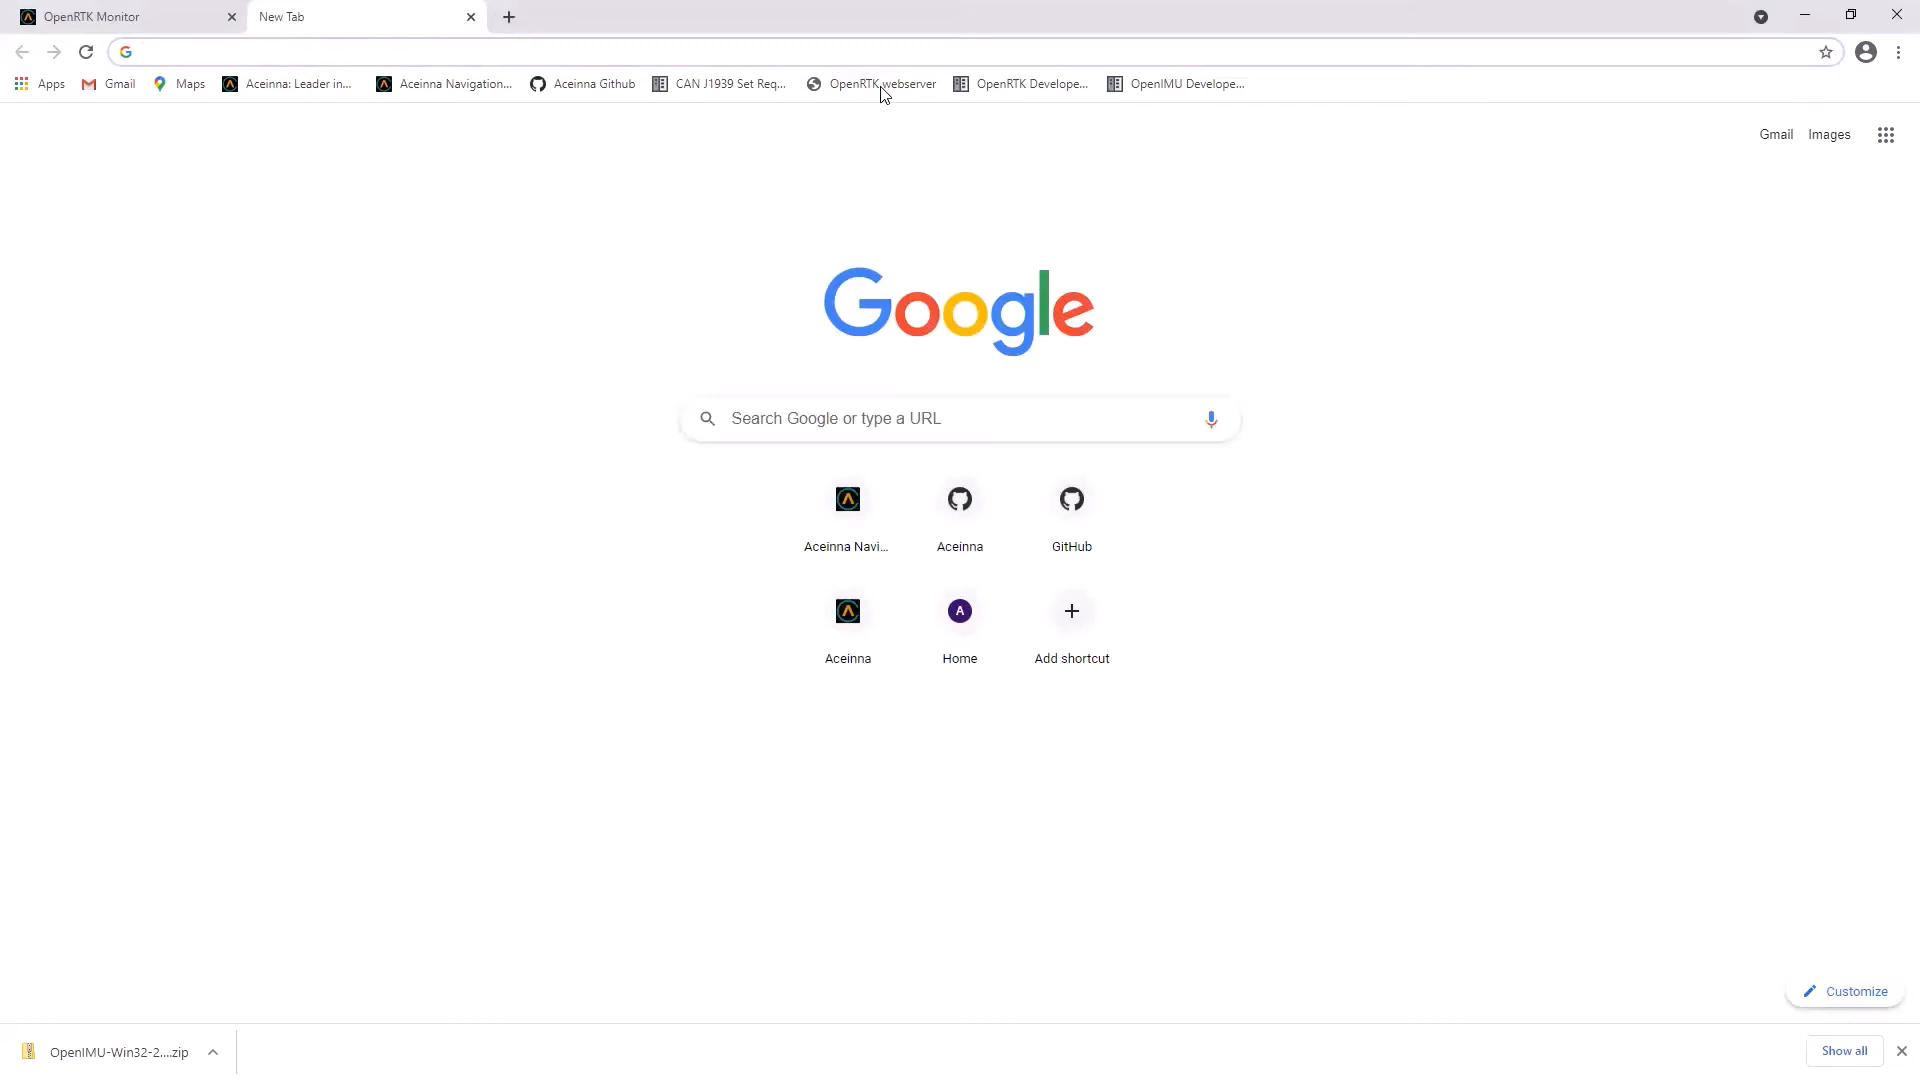 OpenRTK Monitor
New Tab
Apps Gmail Maps Aceinna: Leader in... Aceinna Navigation... Aceinna Github CAN J1939 Set Req... OpenRTK webserver OpenRTK Develope... OpenIMU Develope...
Gmail Images
Google
Search Google or type a URL
Aceinna Navi... Aceinna GitHub
A
Aceinna Home Add shortcut
Customize
OpenIMU-Win32-2....zip
Show all